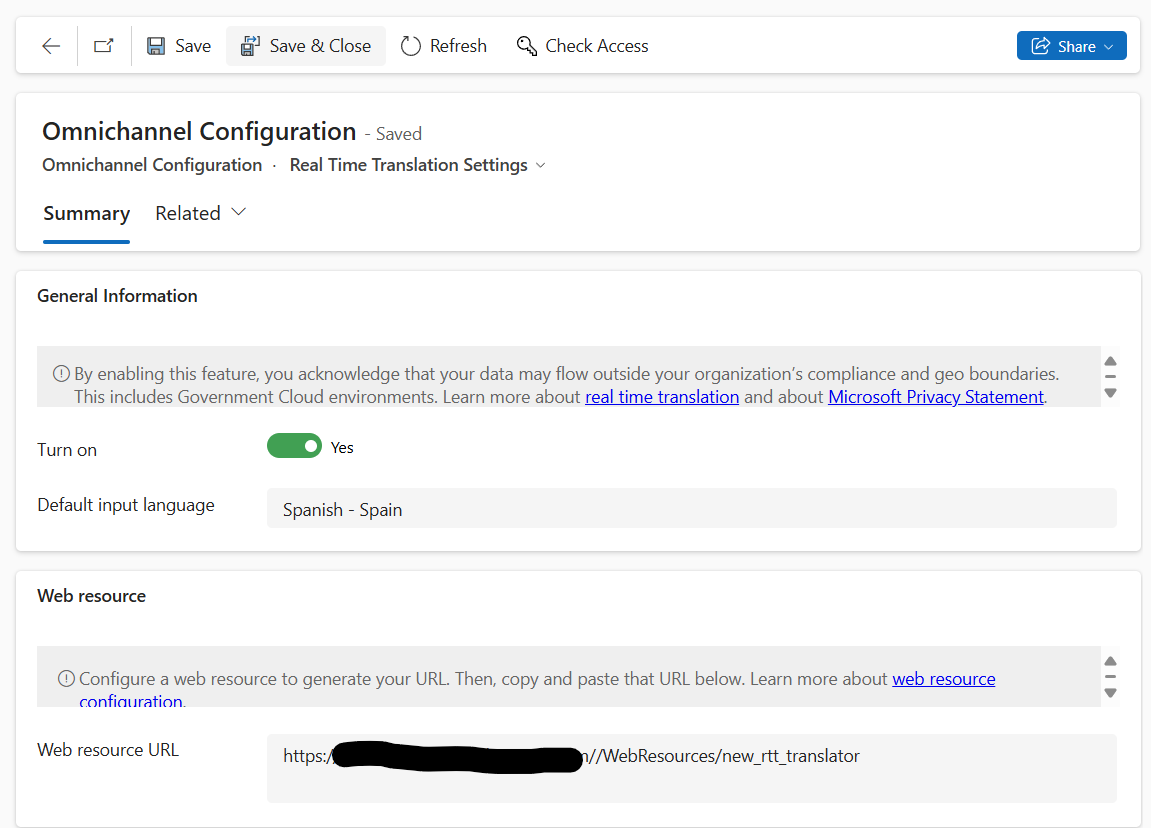 Save
Save & Close
Refresh
Check Access
Share
Omnichannel Configuration - Saved
Omnichannel Configuration · Real Time Translation Settings
Summary
Related
General Information
By enabling this feature, you acknowledge that your data may flow outside your organization's compliance and geo boundaries.
This includes Government Cloud environments. Learn more about real time translation and about Microsoft Privacy Statement.
Turn on
Yes
Default input language
Spanish - Spain
Web resource
Configure a web resource to generate your URL. Then, copy and paste that URL below. Learn more about web resource
configuration.
Web resource URL
https:/ //WebResources/new_rtt_translator